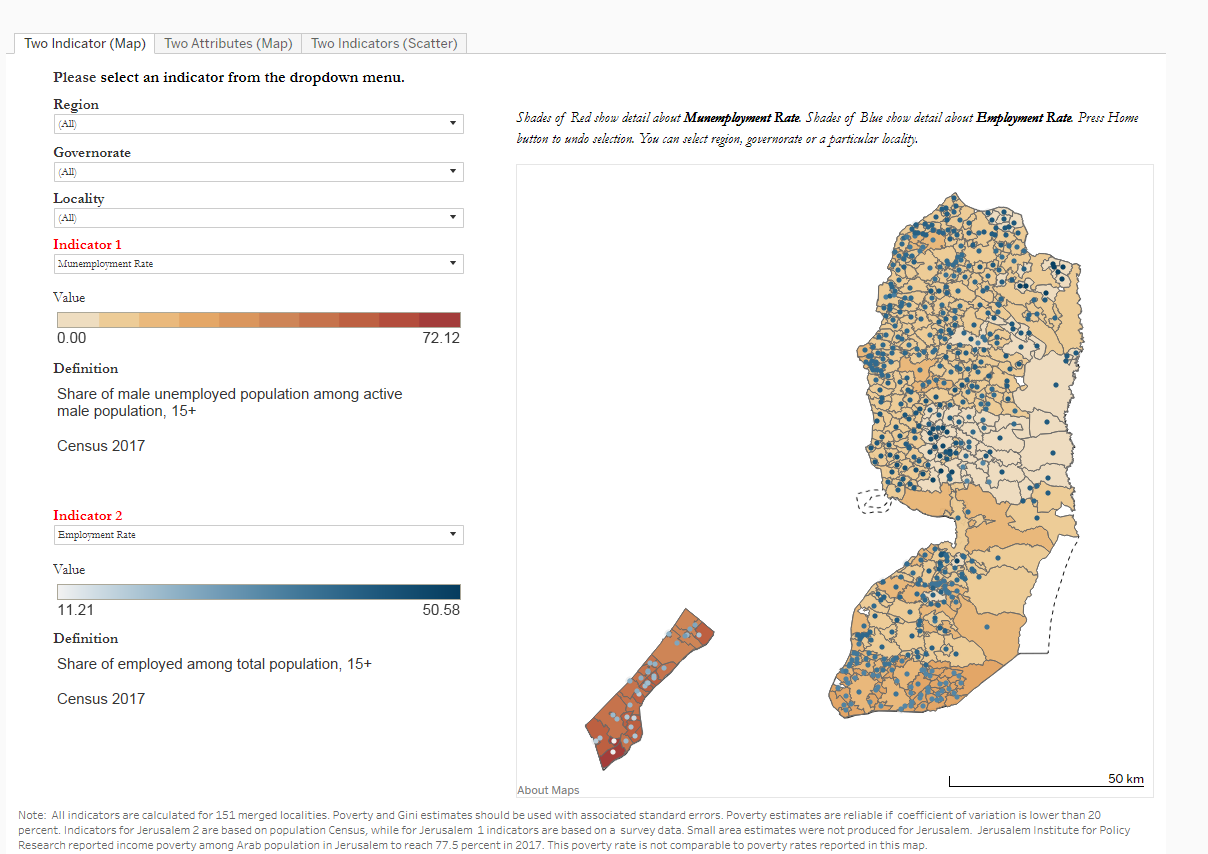 Two Indicator (Map)
Two Attributes (Map)
Two Indicators (Scatter)
Please select an indicator from the dropdown menu.
Region
(All)
Governorate
(All)
Locality
(All)
Indicator 1
Munemployment Rate
Value
0.00
72.12
Definition
Share of male unemployed population among active
male population, 15+
Census 2017
Indicator 2
Employment Rate
Value
11.21
50.58
Definition
Share of employed among total population, 15+
Census 2017
Shades of Red show detail about Munemployment Rate. Shades of Blue show detail about Employment Rate. Press Home
button to undo selection. You can select region, governorate or a particular locality.
50 km
About Maps
Note: All indicators are calculated for 151 merged localities. Poverty and Gini estimates should be used with associated standard errors. Poverty estimates are reliable if coefficient of variation is lower than 20
percent. Indicators for Jerusalem 2 are based on population Census, while for Jerusalem 1 indicators are based on a survey data. Small area estimates were not produced for Jerusalem. Jerusalem Institute for Policy
Research reported income poverty among Arab population in Jerusalem to reach 77.5 percent in 2017. This poverty rate is not comparable to poverty rates reported in this map.